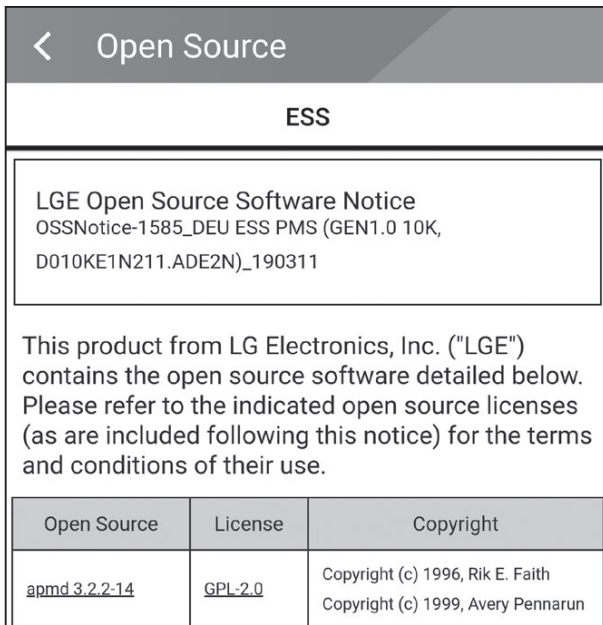 Open Source
ESS
LGE Open Source Software Notice
OSSNotice-1585_DEU ESS PMS (GEN1.0 10K,
D010KE1N211.ADE2N)_190311
This product from LG Electronics, Inc. ("LGE")
contains the open source software detailed below.
Please refer to the indicated open source licenses
(as are included following this notice) for the terms
and conditions of their use.
Open Source License Copyright
apmd 3.2.2-14 GPL-2.0 Copyright (c) 1996, Rik E. Faith
Copyright (c) 1999, Avery Pennarun